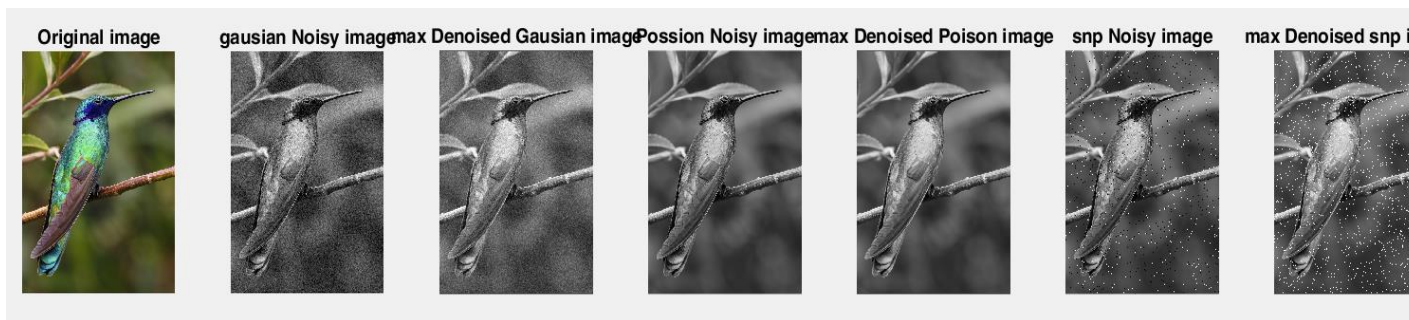 Original image
gausian Noisy image
max Denoised Gausian image
Possion Noisy image
max Denoised Poison image
snp Noisy image
max Denoised snp i